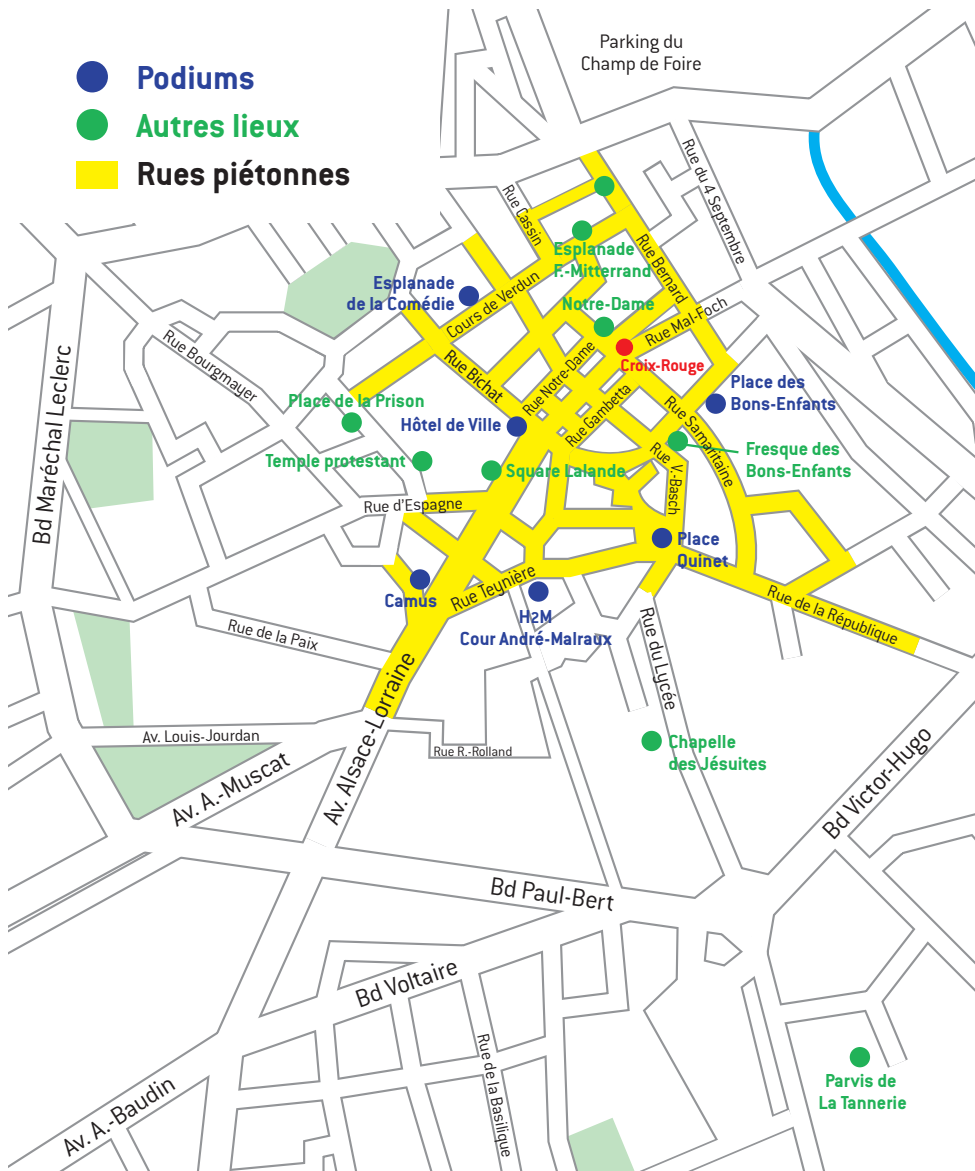 Parking du
Champ de Foire
Podiums
Autres lieux
Rues piétonnes
Rue du 4 Septembre
Rue Cassin
Esplanade
F.-Mitterrand
Rue Bernard
Esplanade
de la Comédie
Cours de Verdun
Notre-Dame
Rue Mal-Foch
Rue Bourgmayer
Rue Bichat
Rue Notre-Dame
Croix-Rouge
Bd Maréchal Leclerc
Place de la Prison
Hôtel de Ville
Rue Gambetta
Place des
Bons-Enfants
Rue Samaritaine
Temple protestant
Square Lalande
Rue V.-Basch
Fresque des
Bons-Enfants
Rue d'Espagne
Place
Quinet
Camus
Rue Teynière
H2M
Cour André-Malraux
Rue de la République
Rue de la Paix
Rue du Lycée
Av. Alsace-Lorraine
Av. Louis-Jourdan
Rue R.-Rolland
Chapelle
des Jésuites
Av. A.-Muscat
Bd Victor-Hugo
Bd Paul-Bert
Bd Voltaire
Rue de la Basilique
Parvis de
La Tannerie
Av. A.-Baudin